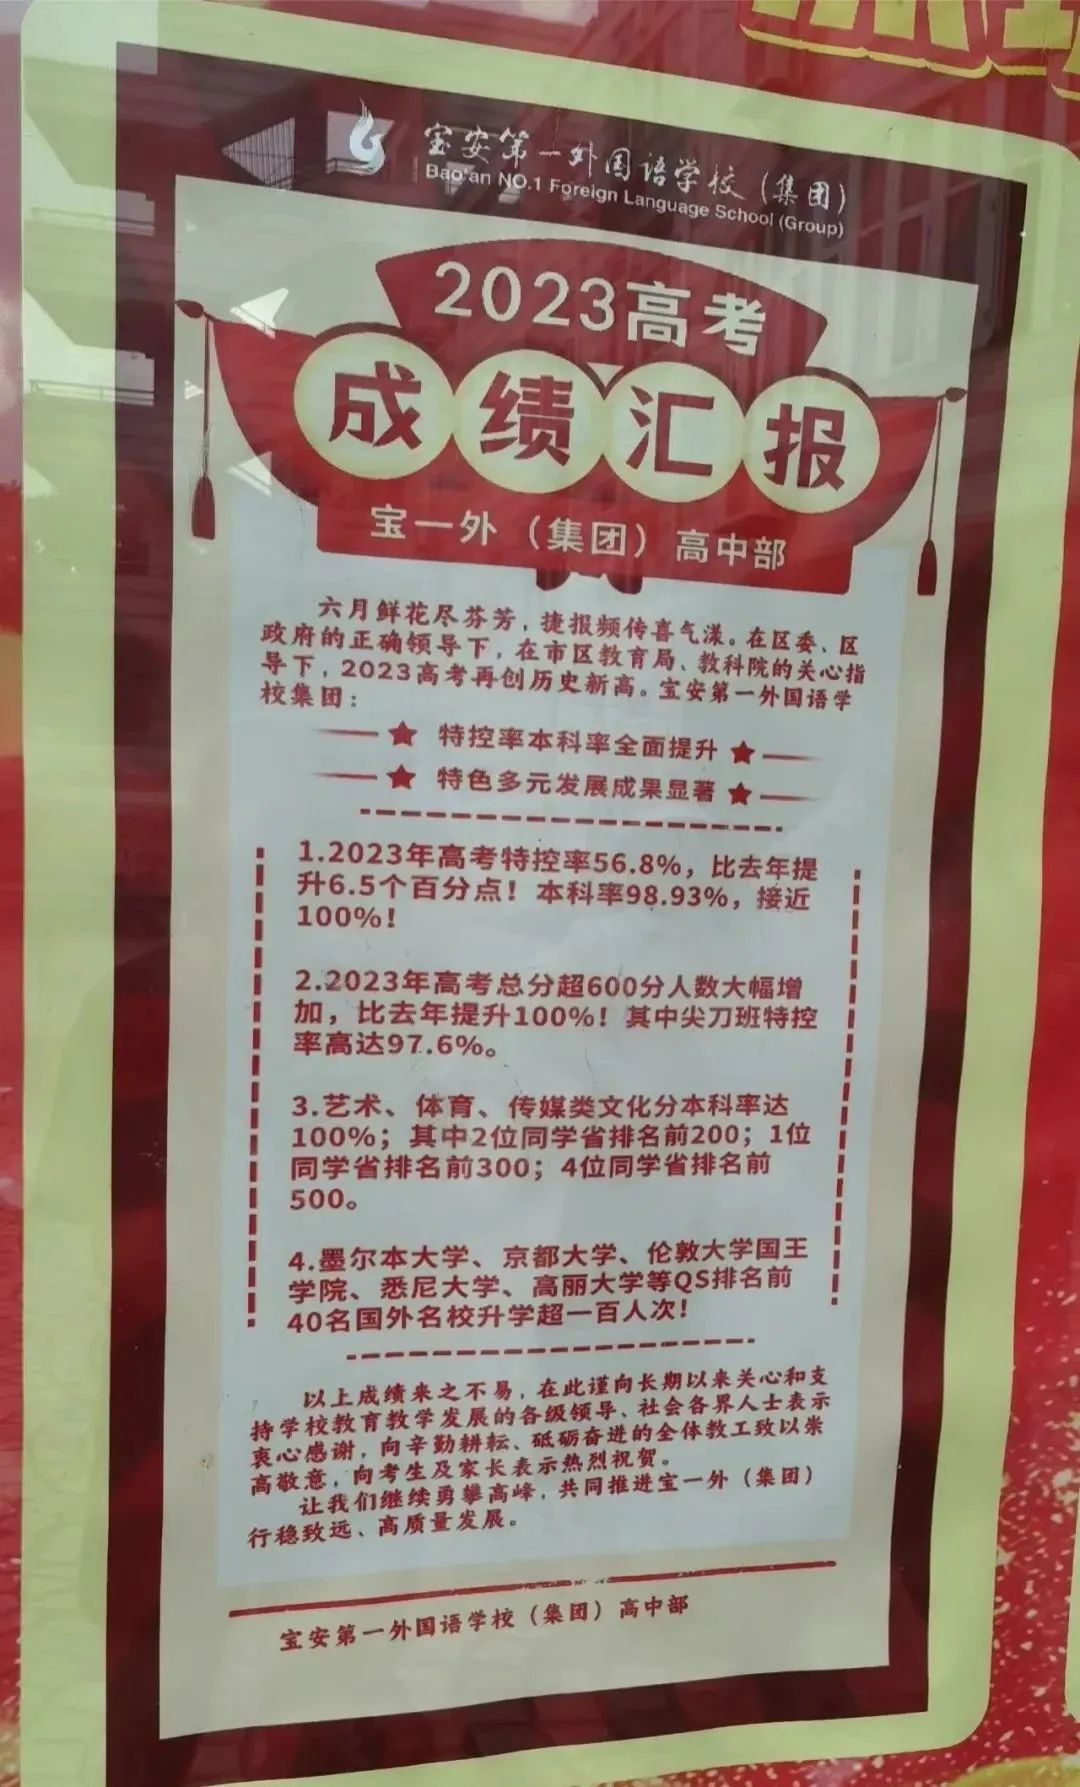 宝安第一外国语学校(集团)
Bao'an NO.1 Foreign Language School (Group)
2023高考
成绩汇报
宝一外（集团）高中部
六月鲜花尽芬芳，捷报频传喜气漾。在区委、区
政府的正确领导下，在市区教育局、教科院的关心指
导下，2023高考再创历史新高。宝安第一外国语学
校集团：
特控率本科率全面提升
特色多元发展成果显著
1.2023年高考特控率56.8%，比去年提
升6.5个百分点！本科率98.93%，接近
100%！
2.2023年高考总分超600分人数大幅增
加，比去年提升100%！其中尖刀班特控
率高达97.6%。
3.艺术、体育、传媒类文化分本科率达
100%；其中2位同学省排名前200；1位
同学省排名前300；4位同学省排名前
500。
4.墨尔本大学、京都大学、伦敦大学国王
学院、悉尼大学、高丽大学等QS排名前
40名国外名校升学超一百人次！
以上成绩来之不易，在此谨向长期以来关心和支
持学校教育教学发展的各级领导、社会各界人士表示
衷心感谢，向辛勤耕耘、砥砺奋进的全体教工致以崇
高敬意，向考生及家长表示热烈祝贺。
让我们继续勇攀高峰，共同推进宝一外（集团）
行稳致远、高质量发展。
宝安第一外国语学校（集团）高中部